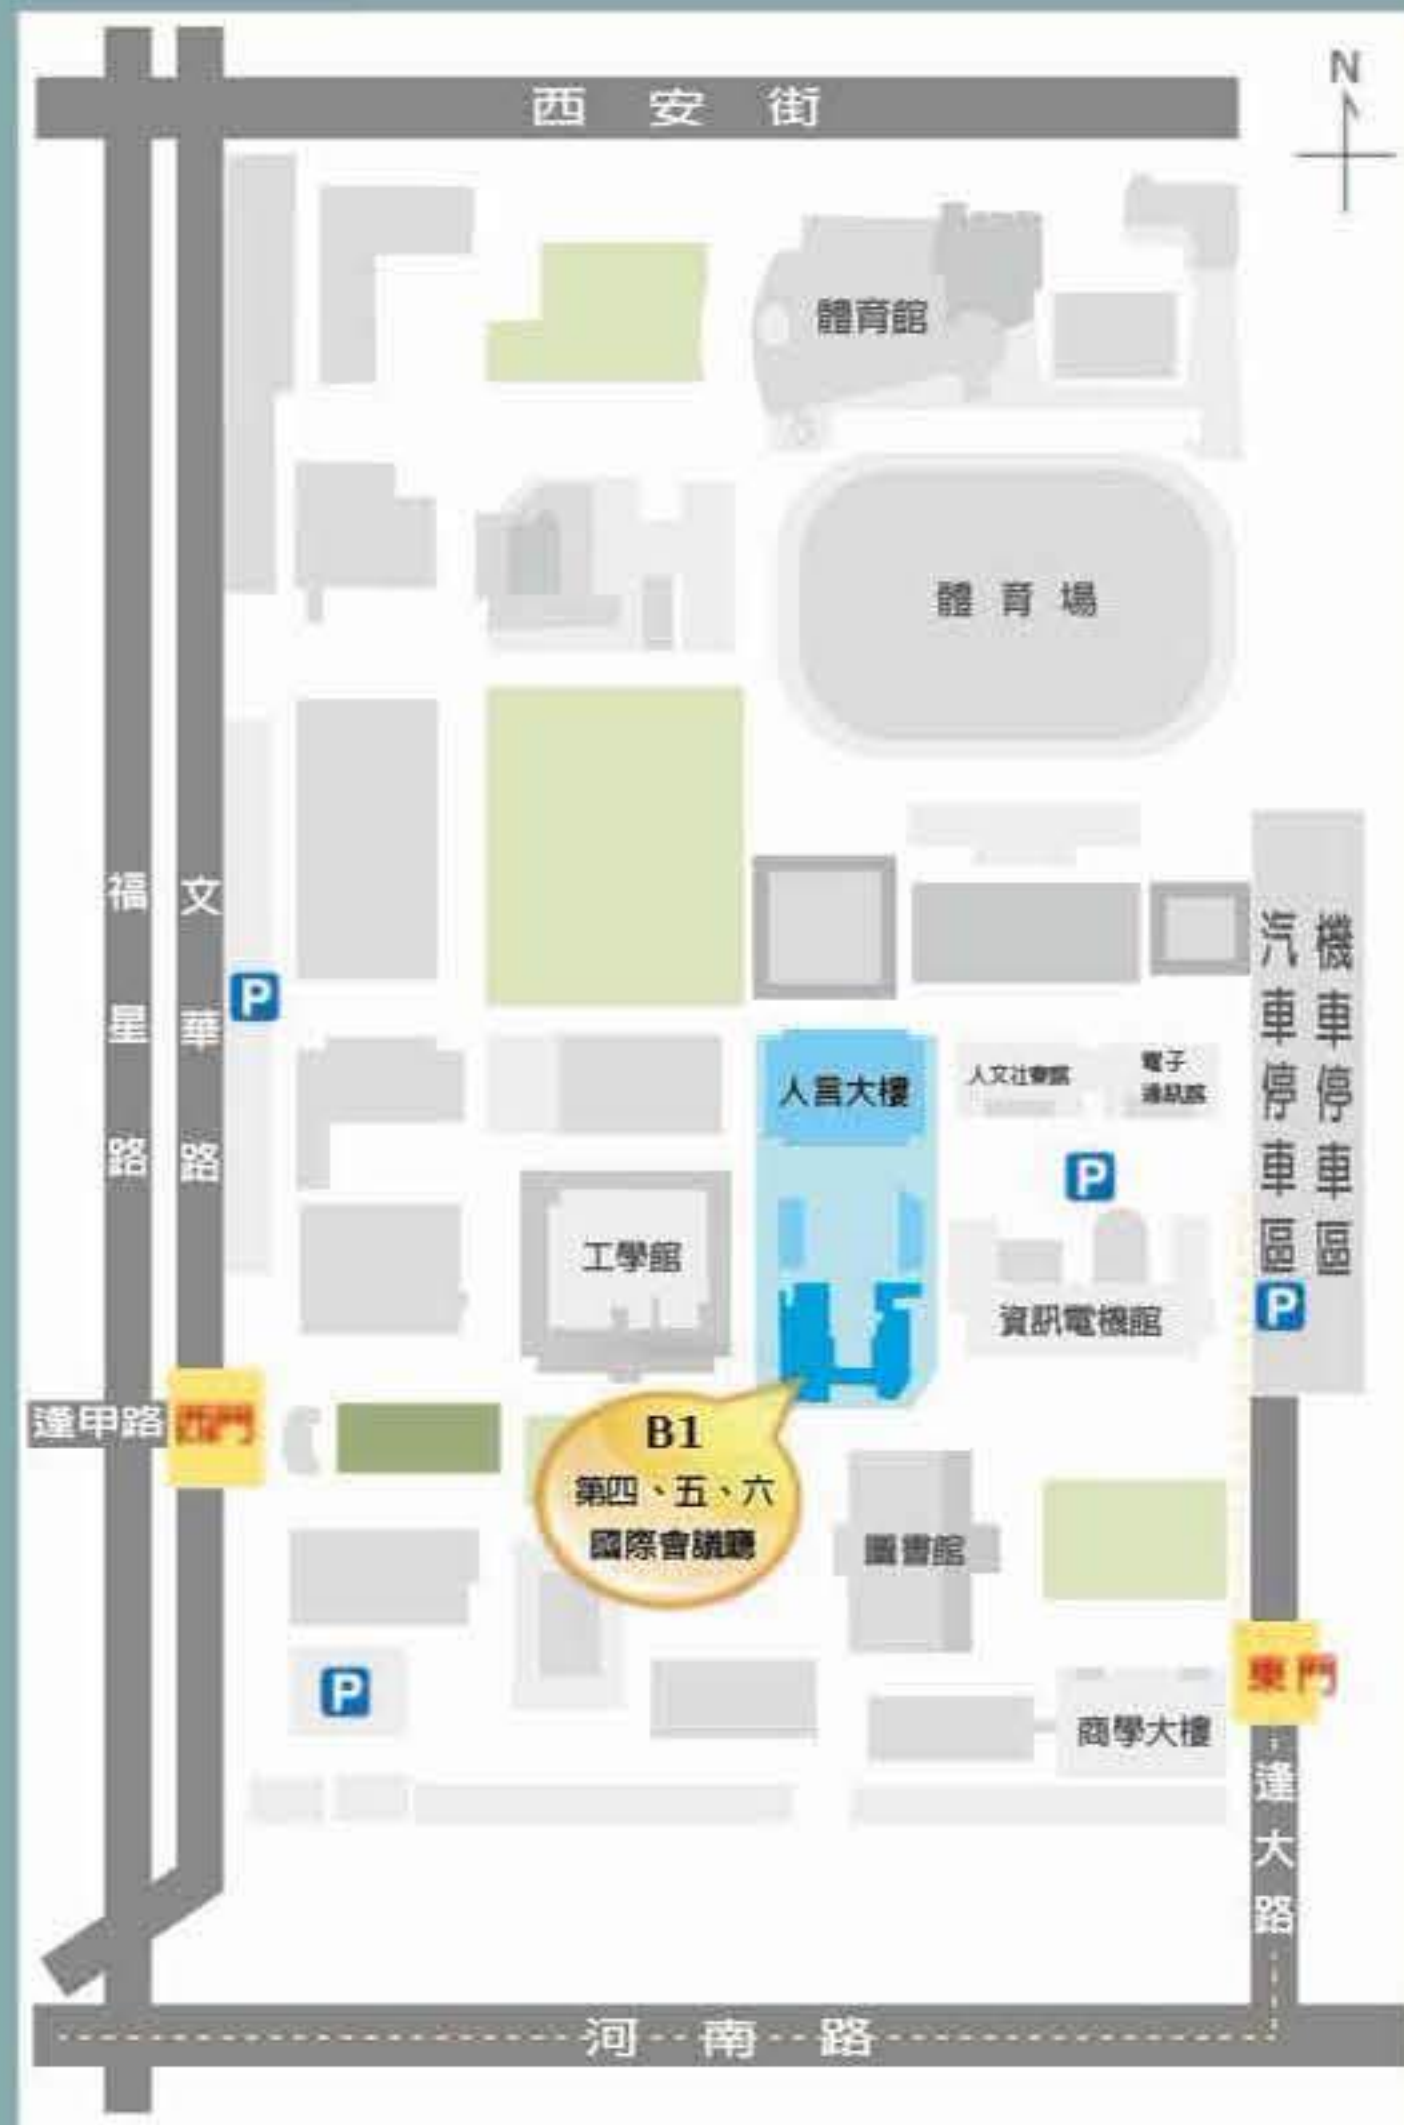 N
西安街
體育館
體育場
福星路
文華路
P
汽車停車區
機車停車區
人言大樓
人文社會館
電子
通訊館
P
工學館
資訊電機館
P
逢甲路
西門
B1
第四、五、六
國際會議廳
圖書館
P
東門
商學大樓
逢大路
河南路